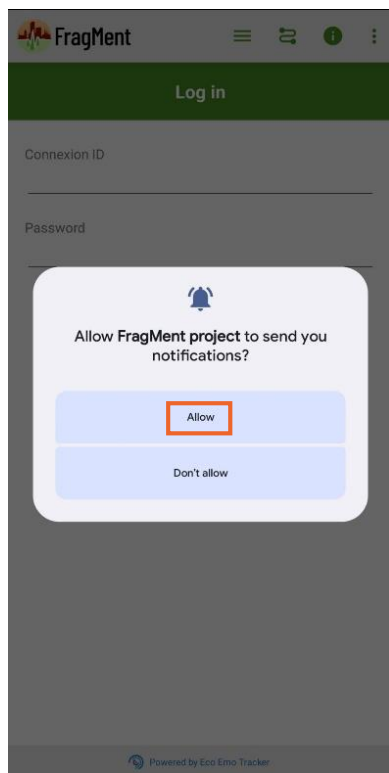 FragMent
Log in
Connexion ID
Password
Allow FragMent project to send you
notifications?
Allow
Don't allow
Powered by Eco Emo Tracker